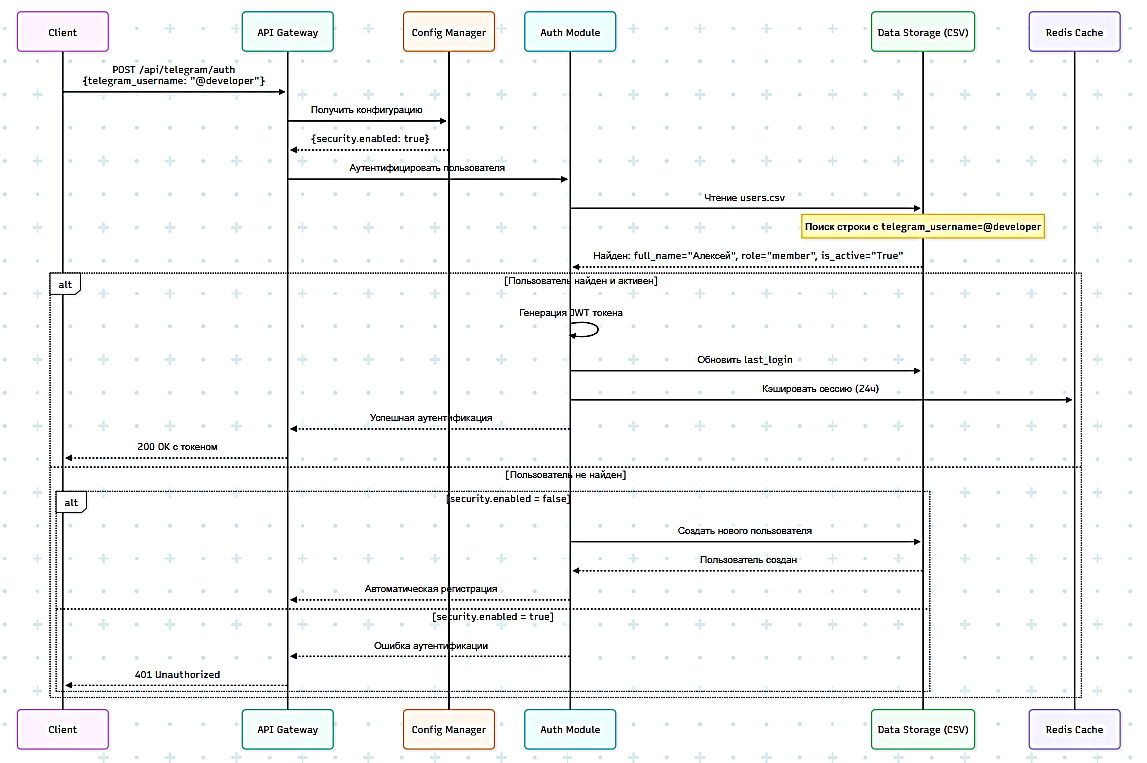 Client
API Gateway
Config Manager
Auth Module
Data Storage (CSV)
Redis Cache
POST /api/telegram/auth
{telegram_username: "@developer"}
Получить конфигурацию
{security.enabled: true}
Аутентифицировать пользователя
Чтение users.csv
Поиск строки с telegram_username=@developer
Найден: full_name="Алексей", role="member", is_active="True"
alt
[Пользователь найден и активен]
Генерация JWT токена
Обновить last_login
Кэшировать сессию (24ч)
Успешная аутентификация
200 OK с токеном
[Пользователь не найден]
alt
[security.enabled = false]
Создать нового пользователя
Пользователь создан
Автоматическая регистрация
[security.enabled = true]
Ошибка аутентификации
401 Unauthorized
Client
API Gateway
Config Manager
Auth Module
Data Storage (CSV)
Redis Cache